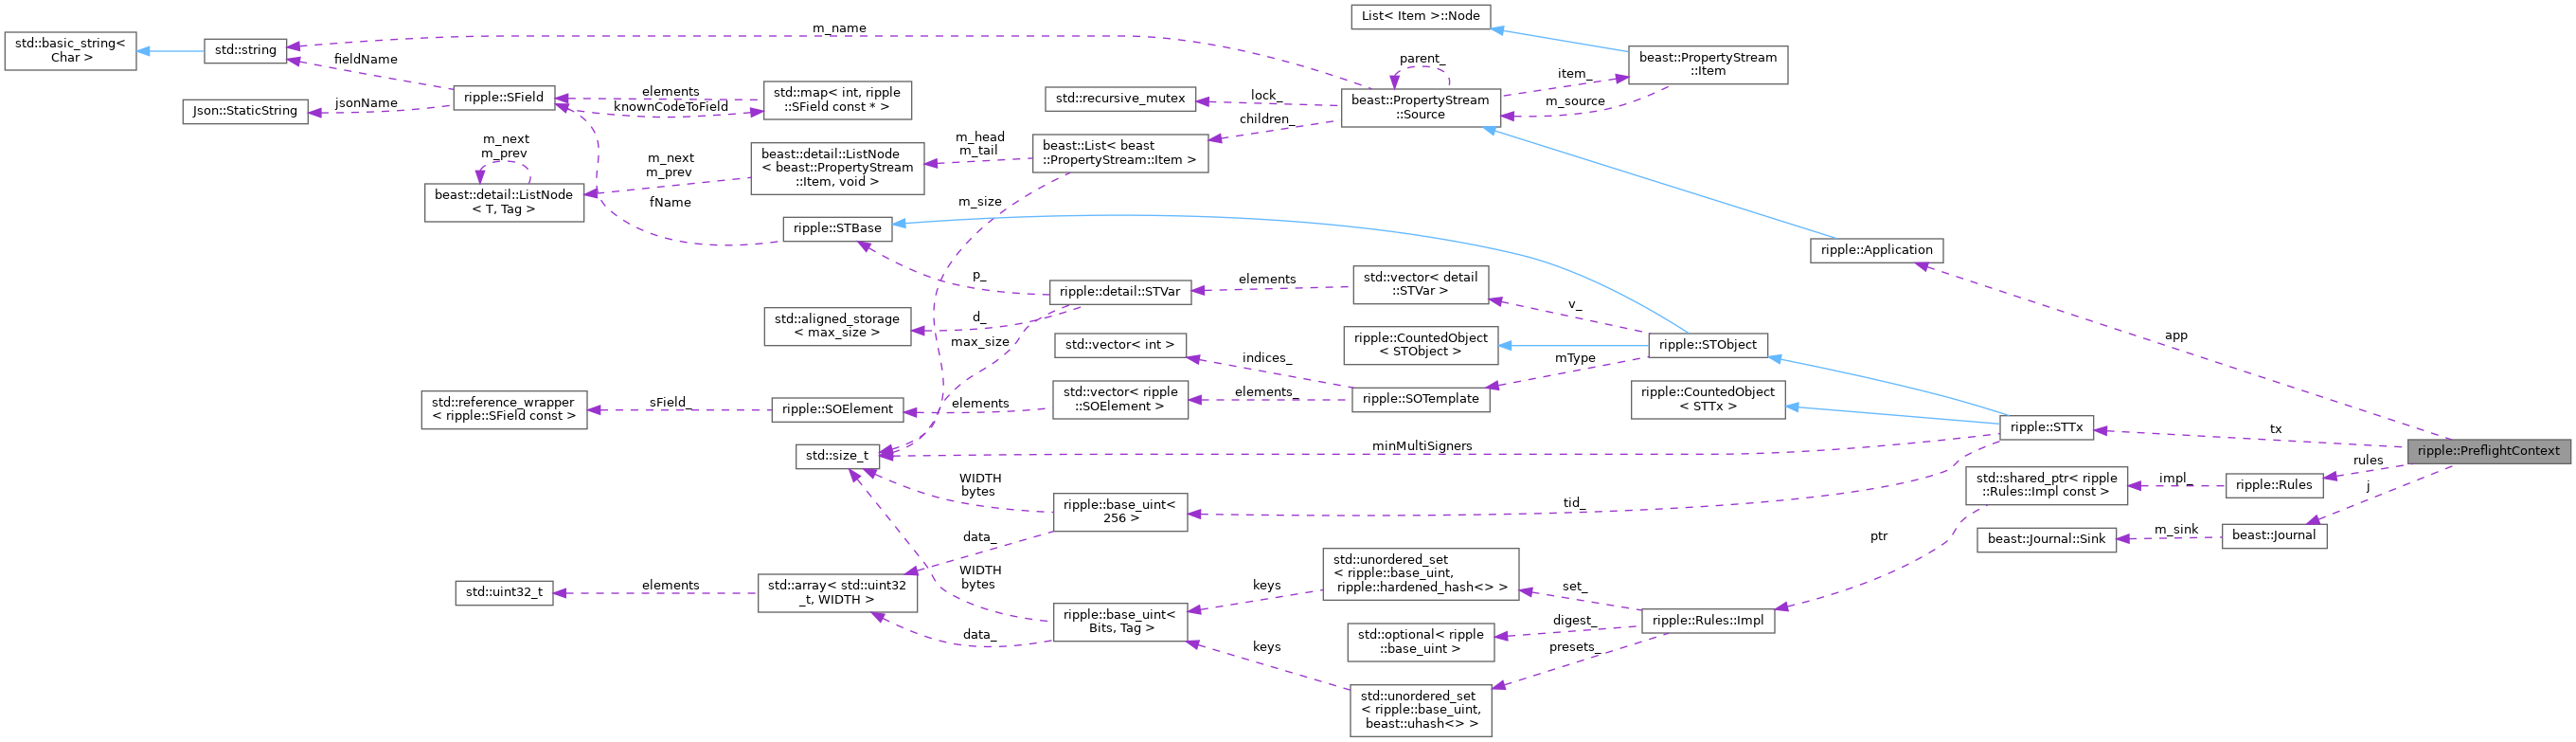 List< Item >::Node
m_name
std::basic_string<
Char >
std::string
fieldName
parent_
beast::PropertyStream
::Item
item_
elements
std::map< int, ripple
::SField const * >
ripple::SField
knownCodeToField
jsonName
Json::StaticString
std::recursive_mutex
lock_
beast::PropertyStream
::Source
m_source
children_
m_next
m_prev
m_head
m_tail
beast::List< beast
::PropertyStream::Item >
beast::detail::ListNode
< beast::PropertyStream
::Item, void >
m_next
m_prev
beast::detail::ListNode
< T, Tag >
fName
m_size
ripple::STBase
ripple::Application
p_
ripple::detail::STVar
elements
std::vector< detail
::STVar >
v_
std::aligned_storage
< max_size >
d_
max_size
std::vector< int >
indices_
ripple::CountedObject
< STObject >
ripple::STObject
app
mType
std::reference_wrapper
< ripple::SField const >
sField_
ripple::SOElement
elements
std::vector< ripple
::SOElement >
elements_
ripple::SOTemplate
ripple::CountedObject
< STTx >
ripple::STTx
tx
std::size_t
minMultiSigners
ripple::PreflightContext
rules
WIDTH
bytes
ripple::base_uint<
256 >
tid_
std::shared_ptr< ripple
::Rules::Impl const >
impl_
ripple::Rules
j
data_
ptr
beast::Journal::Sink
m_sink
beast::Journal
WIDTH
bytes
std::uint32_t
elements
std::array< std::uint32
_t, WIDTH >
std::unordered_set
< ripple::base_uint,
ripple::hardened_hash<> >
keys
set_
ripple::base_uint<
Bits, Tag >
data_
std::optional< ripple
::base_uint >
digest_
ripple::Rules::Impl
presets_
keys
std::unordered_set
< ripple::base_uint,
beast::uhash<> >